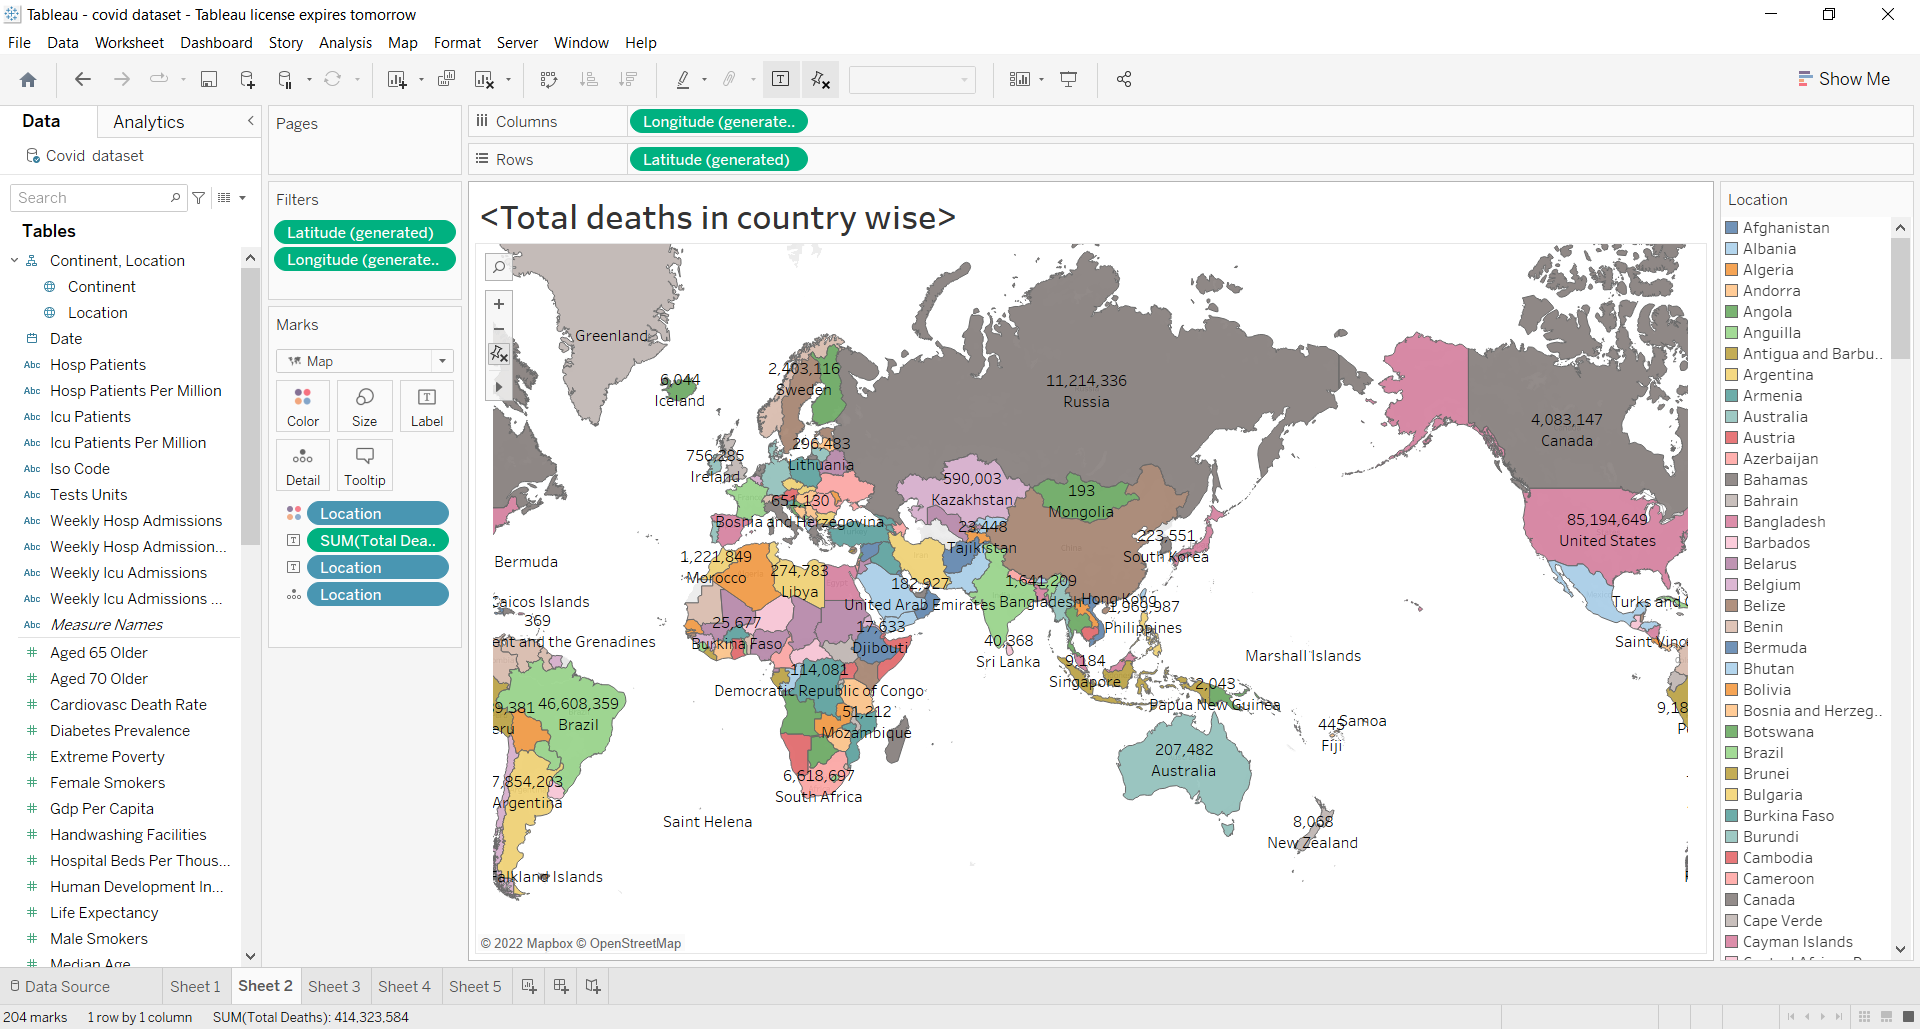 Tableau - covid dataset - Tableau license expires tomorrow
File Data Worksheet Dashboard Story Analysis Map Format Server Window Help
Show Me
Data Analytics
Covid dataset
Search
Tables
Continent, Location
Continent
Location
Date
Abc Hosp Patients
Abc Hosp Patients Per Million
Abc Icu Patients
Abc Icu Patients Per Million
Abc Iso Code
Abc Tests Units
Abc Weekly Hosp Admissions
Abc Weekly Hosp Admission...
Abc Weekly Icu Admissions
Abc Weekly Icu Admissions ...
Abc Measure Names
# Aged 65 Older
# Aged 70 Older
# Cardiovasc Death Rate
# Diabetes Prevalence
# Extreme Poverty
# Female Smokers
# Gdp Per Capita
# Handwashing Facilities
# Hospital Beds Per Thous...
# Human Development In...
# Life Expectancy
# Male Smokers
Median Age
Pages
Filters
Latitude (generated)
Longitude (generate..
Marks
Map
Color Size Label
Detail Tooltip
Location
SUM(Total Dea..
Location
Location
Columns Longitude (generate..
Rows Latitude (generated)
<Total deaths in country wise>
Greenland
6,044
Iceland
2,403,116
Sweden
11,214,336
Russia
4,083,147
Canada
296,483
Lithuania
756,285
Ireland
590,003
Kazakhstan
193
Mongolia
651,130
Bosnia and Herzegovina
85,194,649
United States
23,448
Tajikistan
223,551
South Korea
Bermuda
1,221,849
Morocco
274,783
Libya
182,927
United Arab Emirates
1,641,209
Bangladesh
Hong Kong
1,969,987
Philippines
Caicos Islands
369
ent and the Grenadines
Turks and
Saint Vinc
25,677
Burkina Faso
17,633
Djibouti
40,368
Sri Lanka
9,184
Singapore
Marshall Islands
114,081
Democratic Republic of Congo
2,043
Papua New Guinea
9,381
eru
46,608,359
Brazil
51,212
Mozambique
445
Fiji
Samoa
9,18
207,482
Australia
7,854,203
Argentina
6,618,697
South Africa
Saint Helena
8,068
New Zealand
Falkland Islands
© 2022 Mapbox © OpenStreetMap
Location
Afghanistan
Albania
Algeria
Andorra
Angola
Anguilla
Antigua and Barbu..
Argentina
Armenia
Australia
Austria
Azerbaijan
Bahamas
Bahrain
Bangladesh
Barbados
Belarus
Belgium
Belize
Benin
Bermuda
Bhutan
Bolivia
Bosnia and Herzeg..
Botswana
Brazil
Brunei
Bulgaria
Burkina Faso
Burundi
Cambodia
Cameroon
Canada
Cape Verde
Cayman Islands
Data Source Sheet 1 Sheet 2 Sheet 3 Sheet 4 Sheet 5
204 marks 1 row by 1 column SUM(Total Deaths): 414,323,584